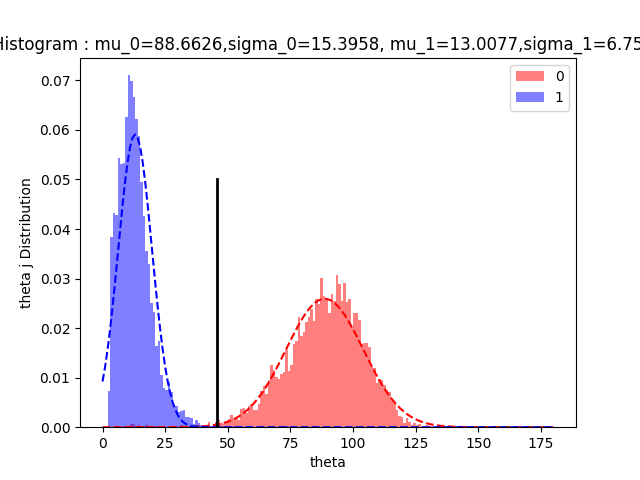 Histogram : mu_0=88.6626,sigma_0=15.3958, mu_1=13.0077,sigma_1=6.75
0.07
0.06
0.05
0.04
0.03
0.02
0.01
0.00
theta j Distribution
0
1
0 25 50 75 100 125 150 175
theta